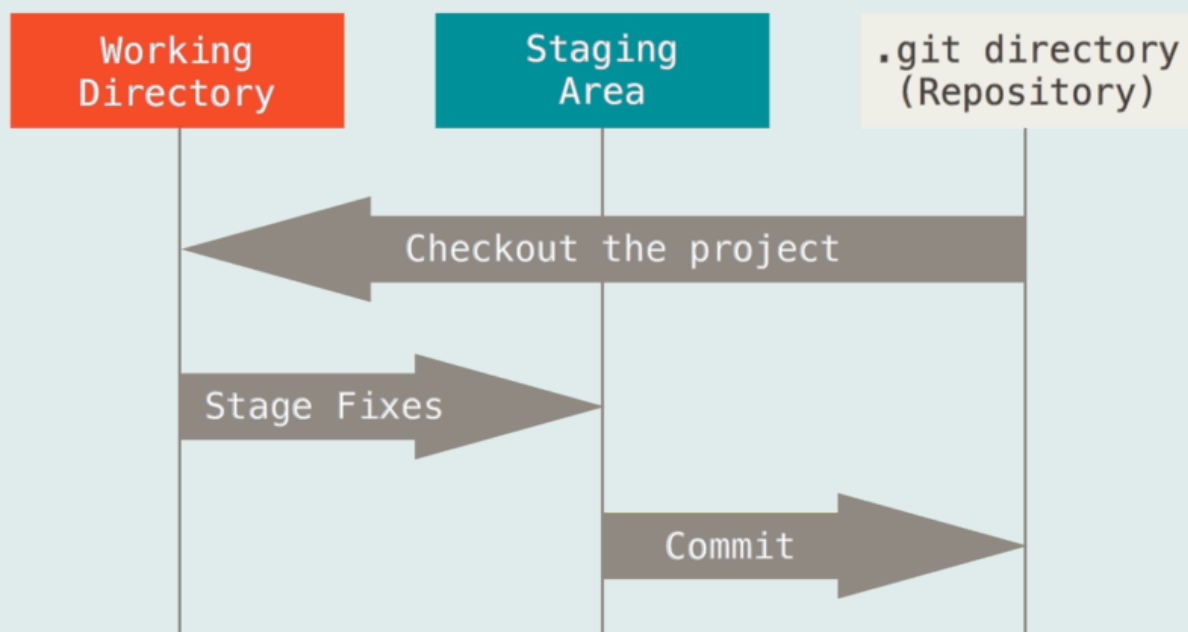 Working
Directory
Staging
Area
.git directory
(Repository)
Checkout the project
Stage Fixes
Commit